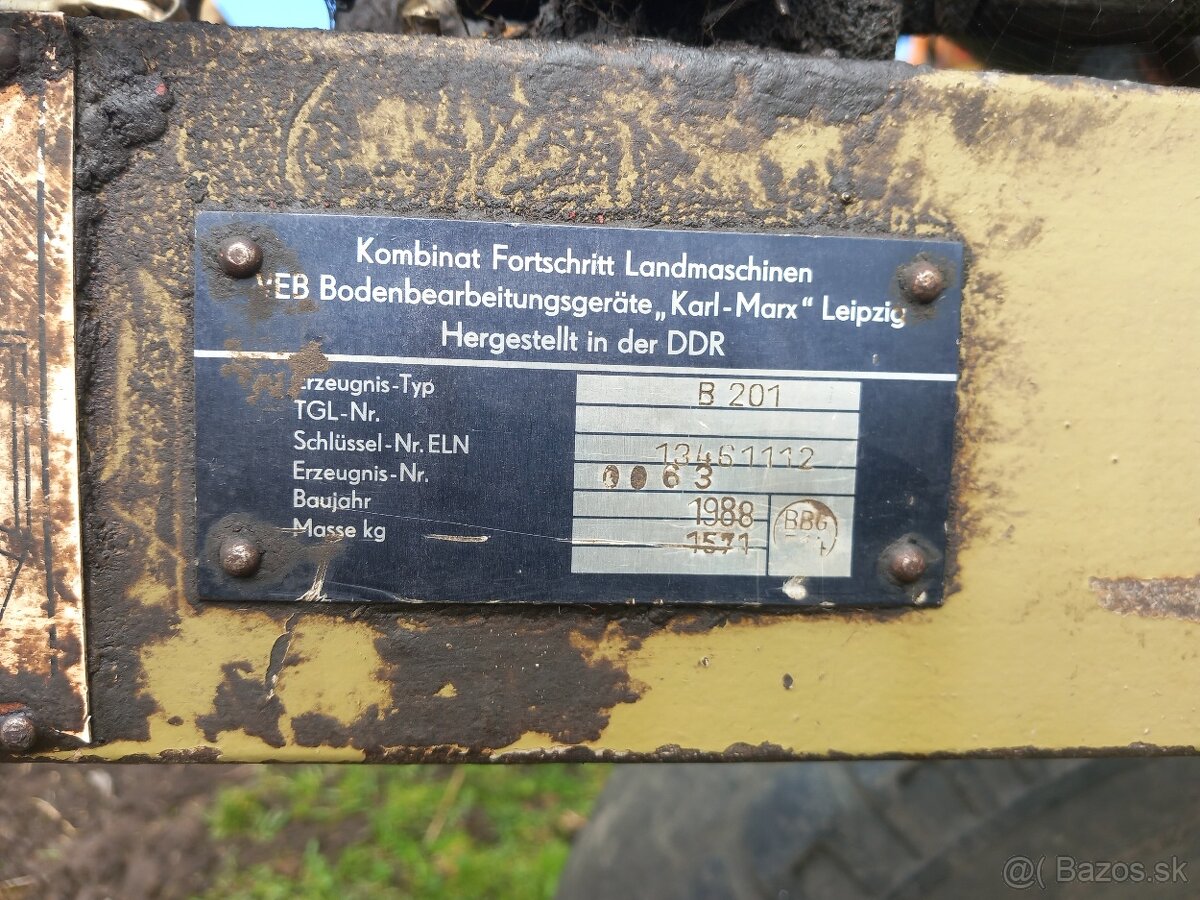 Kombinat Fortschritt Landmaschinen
VEB Bodenbearbeitungsgeräte „Karl-Marx“ Leipzig
Hergestellt in der DDR
Erzeugnis-Typ B 201
TGL-Nr.
Schlüssel-Nr. ELN 13461112
Erzeugnis-Nr. 0063
Baujahr 1988
Masse kg 1571
BBG
@( Bazos.sk